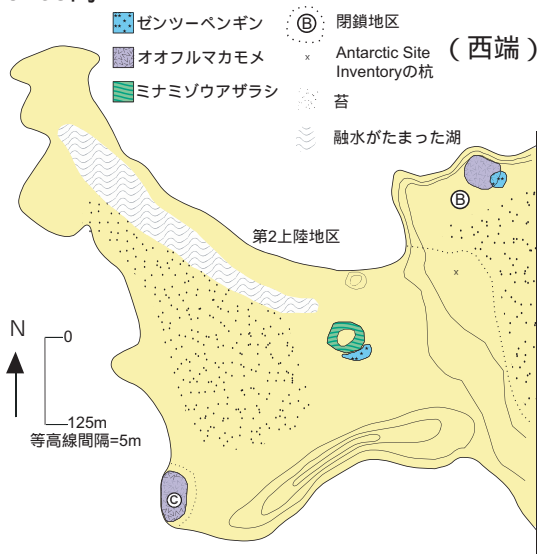 ゼンツーペンギン
オオフルマカモメ
ミナミゾウアザラシ
B 閉鎖地区
x Antarctic Site
Inventoryの杭
苔
融水がたまった湖
(西端)
B
第2上陸地区
x
N
0
125m
等高線間隔=5m
C